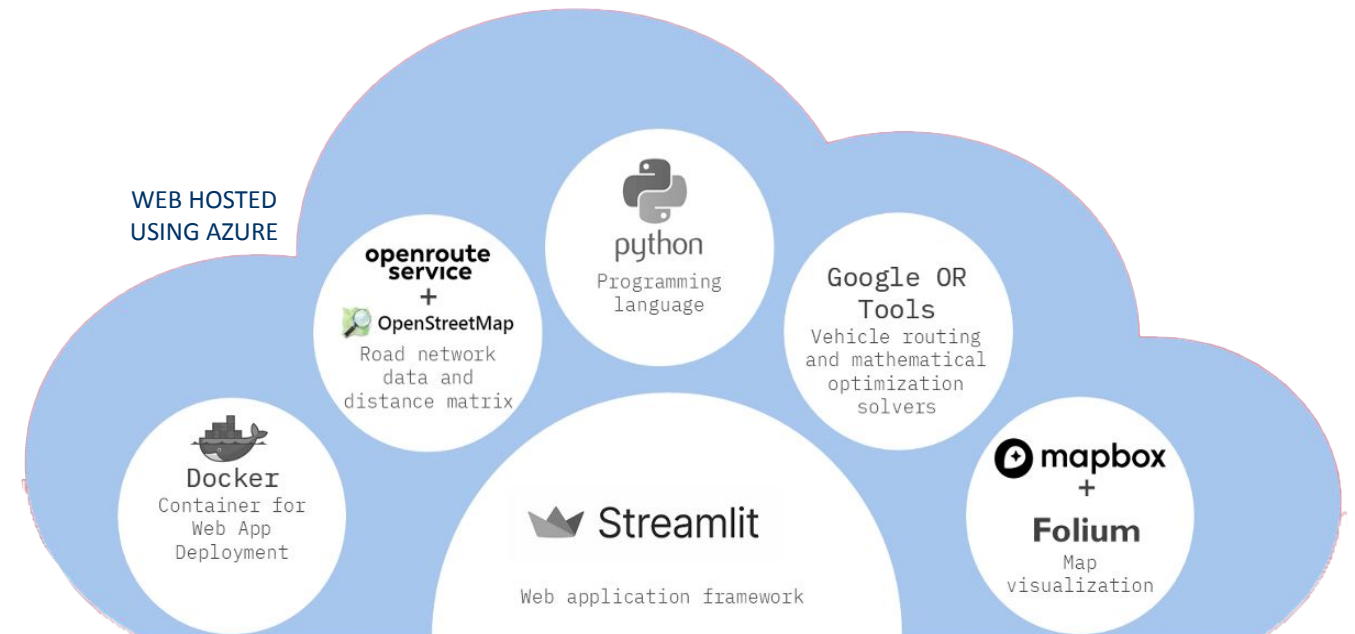 WEB HOSTED
USING AZURE
python
Programming
language
openroute
service
+
OpenStreetMap
Road network
data and
distance matrix
Google OR
Tools
Vehicle routing
and mathematical
optimization
solvers
Docker
Container for
Web App
Deployment
Streamlit
Web application framework
mapbox
+
Folium
Map
visualization